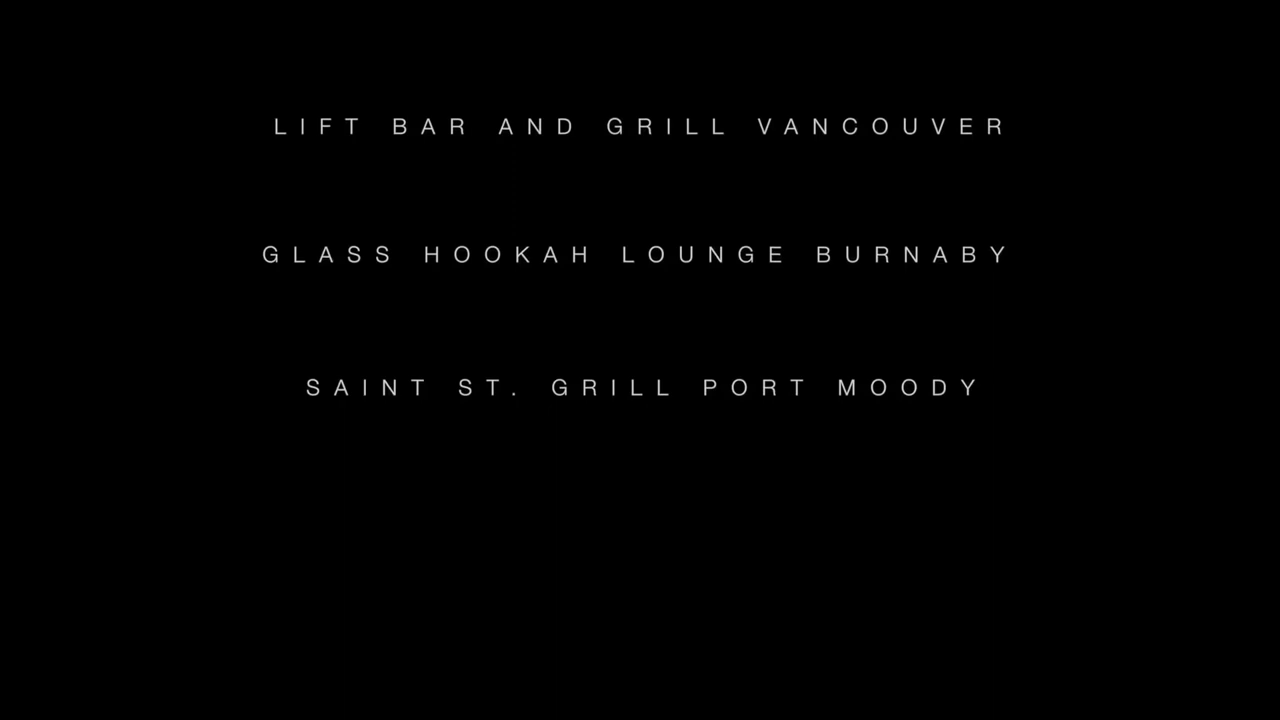 LIFT BAR AND GRILL VANCOUVER
GLASS HOOKAH LOUNGE BURNABY
SAINT ST. GRILL PORT MOODY